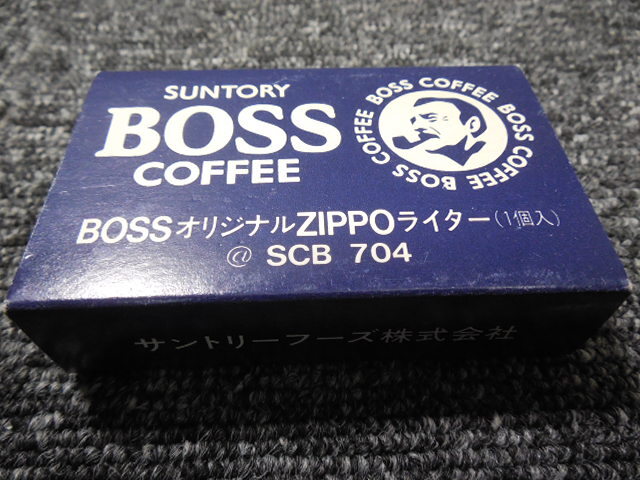 SUNTORY
BOSS
COFFEE
BOSS COFFEE BOSS COFFEE BOSS COFFEE
BOSSオリジナルZIPPOライター(1個入)
@ SCB 704
サントリーフーズ株式会社